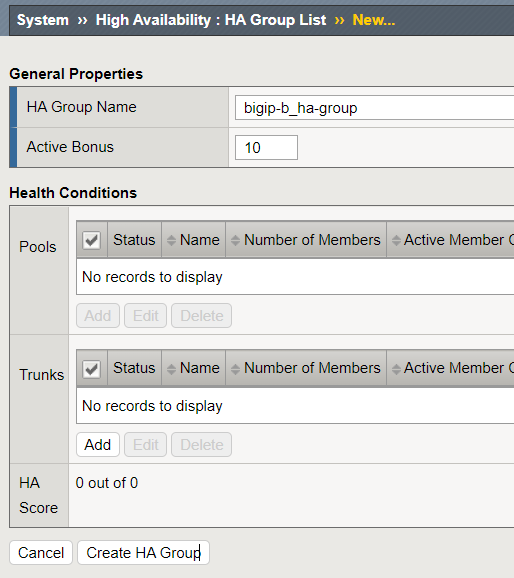 System ›› High Availability : HA Group List ›› New...
General Properties
HA Group Name bigip-b_ha-group
Active Bonus 10
Health Conditions
Pools
Status Name Number of Members Active Member
No records to display
Add Edit Delete
Trunks
Status Name Number of Members Active Member
No records to display
Add Edit Delete
HA Score 0 out of 0
Cancel Create HA Group